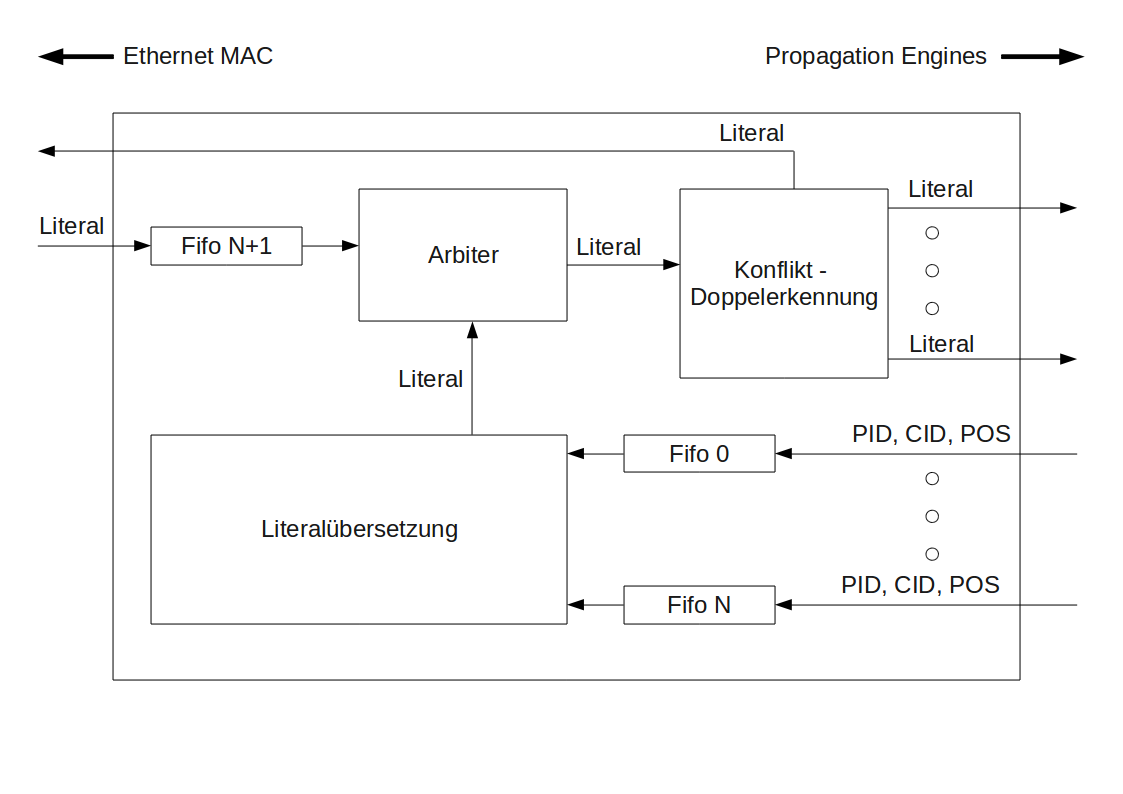 Ethernet MAC
Propagation Engines
Literal
Literal
Literal
Fifo N+1
Arbiter
Literal
Konflikt -
Doppelerkennung
Literal
Literal
PID, CID, POS
Fifo 0
Literalübersetzung
PID, CID, POS
Fifo N